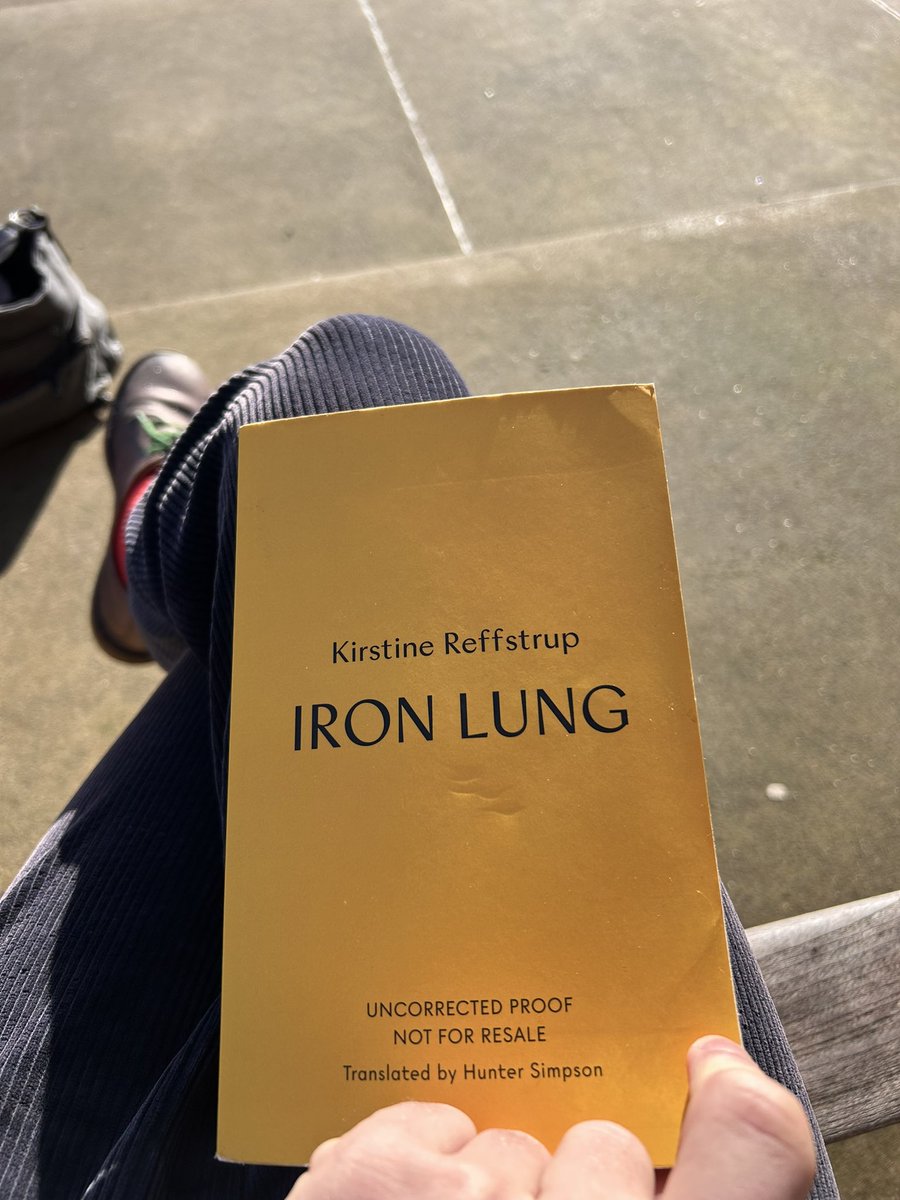 Kirstine Reffstrup
IRON LUNG
UNCORRECTED PROOF
NOT FOR RESALE
Translated by Hunter Simpson